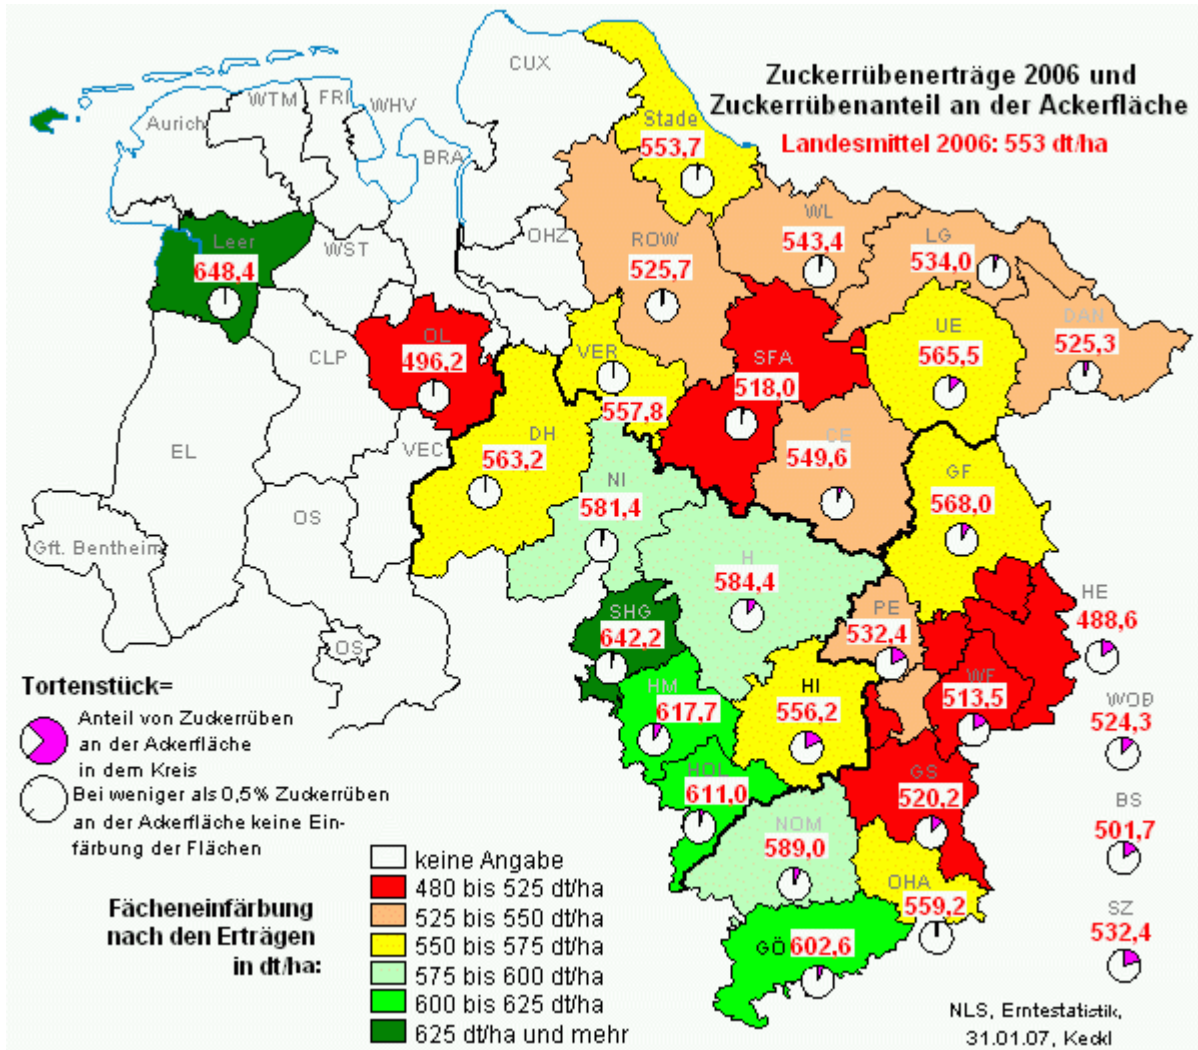 Zuckerrübenerträge 2006 und
Zuckerrübenanteil an der Ackerfläche
Landesmittel 2006: 553 dt/ha
CUX
WTM
FRI
WHV
Aurich
BRA
Stade
553,7
Leer
648,4
WST
OHZ
ROW
525,7
WL
543,4
LG
534,0
DAN
525,3
UE
565,5
CLP
OL
496,2
VER
557,8
SFA
518,0
CE
549,6
EL
VEC
DH
563,2
NI
581,4
GF
568,0
OS
Gft. Bentheim
H
584,4
OS
SHG
642,2
PE
532,4
HE
488,6
HM
617,7
HI
556,2
WF
513,5
WOB
524,3
HOL
611,0
GS
520,2
BS
501,7
NOM
589,0
OHA
559,2
SZ
532,4
GÖ 602,6
Tortenstück=
Anteil von Zuckerrüben
an der Ackerfläche
in dem Kreis
Bei weniger als 0,5% Zuckerrüben
an der Ackerfläche keine Ein-
färbung der Flächen
Fächeneinfärbung
nach den Erträgen
in dt/ha:
keine Angabe
480 bis 525 dt/ha
525 bis 550 dt/ha
550 bis 575 dt/ha
575 bis 600 dt/ha
600 bis 625 dt/ha
625 dt/ha und mehr
NLS, Erntestatistik,
31.01.07, Keckl